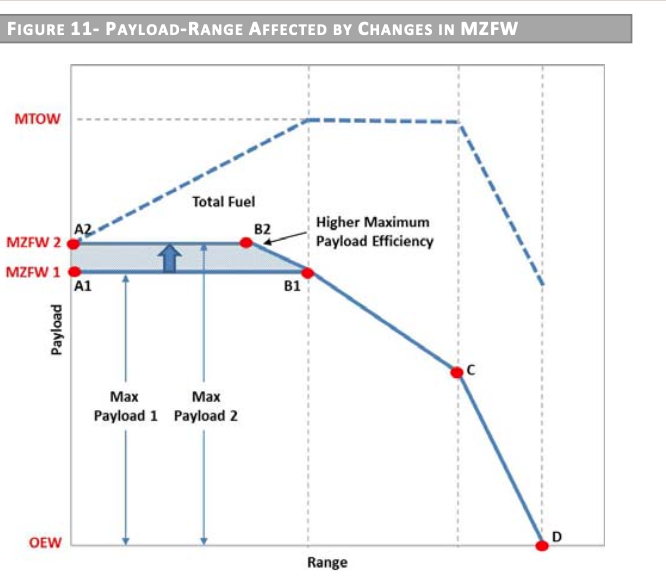 FIGURE 11- PAYLOAD-RANGE AFFECTED BY CHANGES IN MZFW
MTOW
Total Fuel
A2
B2
Higher Maximum
Payload Efficiency
MZFW 2
MZFW 1
A1
B1
Payload
C
Max
Payload 1
Max
Payload 2
OEW
D
Range